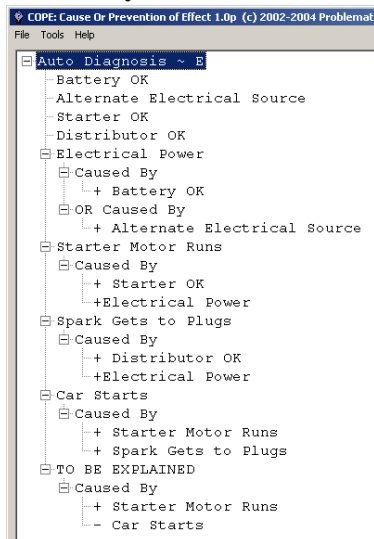 COPE: Cause Or Prevention of Effect 1.0p (c) 2002-2004 Problemat
File Tools Help
Auto Diagnosis ~ E
Battery OK
Alternate Electrical Source
Starter OK
Distributor OK
Electrical Power
Caused By
+ Battery OK
OR Caused By
+ Alternate Electrical Source
Starter Motor Runs
Caused By
+ Starter OK
+Electrical Power
Spark Gets to Plugs
Caused By
+ Distributor OK
+Electrical Power
Car Starts
Caused By
+ Starter Motor Runs
+ Spark Gets to Plugs
TO BE EXPLAINED
Caused By
+ Starter Motor Runs
- Car Starts